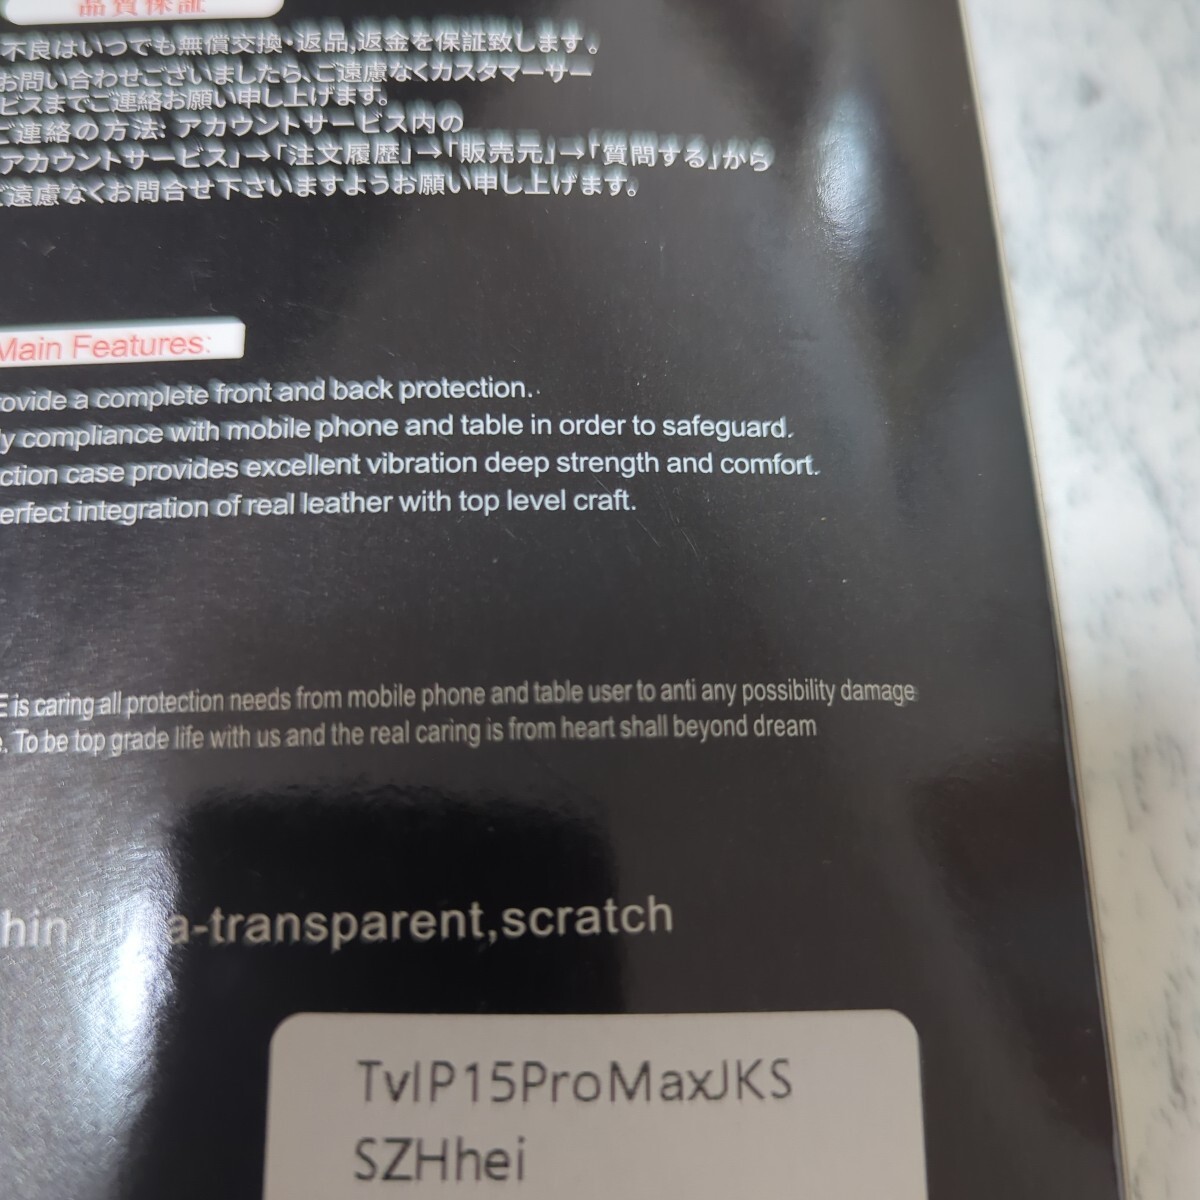 品質保証
不良はいつでも無償交換・返品,返金を保証致します。
お問い合わせございましたら、ご遠慮なくカスタマーサー
ビスまでご連絡お願い申し上げます。
ご連絡の方法: アカウントサービス内の
アカウントサービス」→「注文履歴」→「販売元」→「質問する」から
ご遠慮なくお問合せ下さいますようお願い申し上げます。
Main Features:
rovide a complete front and back protection.
ly compliance with mobile phone and table in order to safeguard.
ction case provides excellent vibration deep strength and comfort.
erfect integration of real leather with top level craft.
E is caring all protection needs from mobile phone and table user to anti any possibility damage
e. To be top grade life with us and the real caring is from heart shall beyond dream
hin, a-transparent,scratch
TvIP15ProMaxJKS
SZHhei